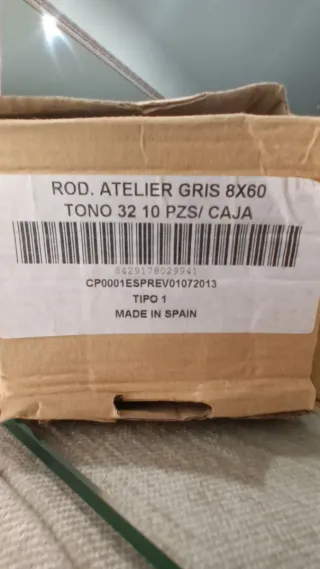 ROD. ATELIER GRIS 8X60
TONO 32 10 PZS/ CAJA
8429178029941
CP0001ESPREV01072013
TIPO 1
MADE IN SPAIN